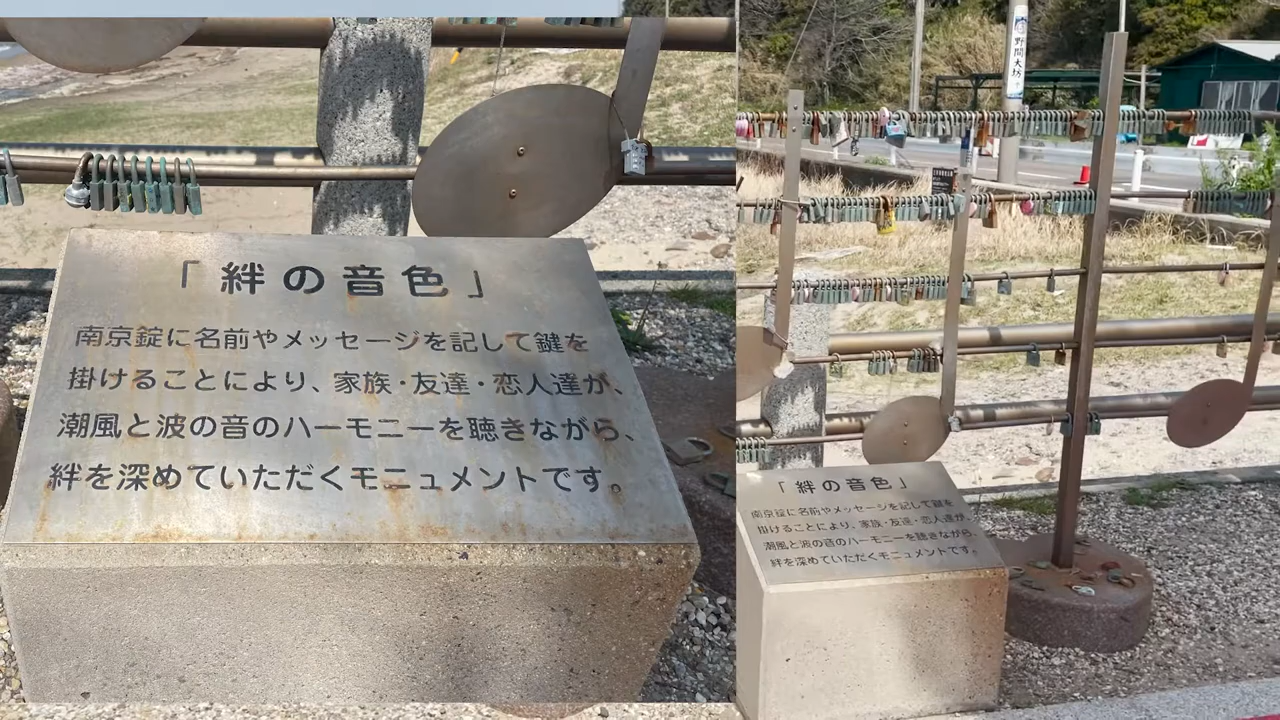 「絆の音色」
南京錠に名前やメッセージを記して鍵を
掛けることにより、家族・友達・恋人達が、
潮風と波の音のハーモニーを聴きながら、
絆を深めていただくモニュメントです。
野間大坊
「絆の音色」
南京錠に名前やメッセージを記して鍵を
掛けることにより、家族・友達・恋人達が、
潮風と波の音のハーモニーを聴きながら、
絆を深めていただくモニュメントです。